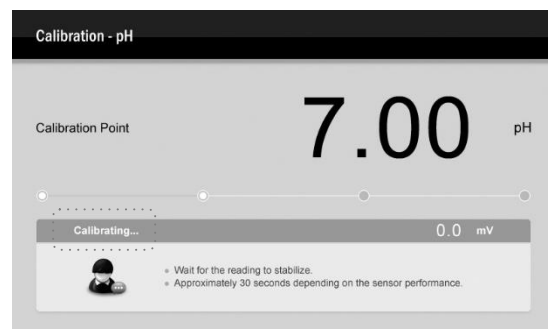 Calibration - pH
Calibration Point 7.00 pH
Calibrating... 0.0 mV
Wait for the reading to stabilize.
Approximately 30 seconds depending on the sensor performance.